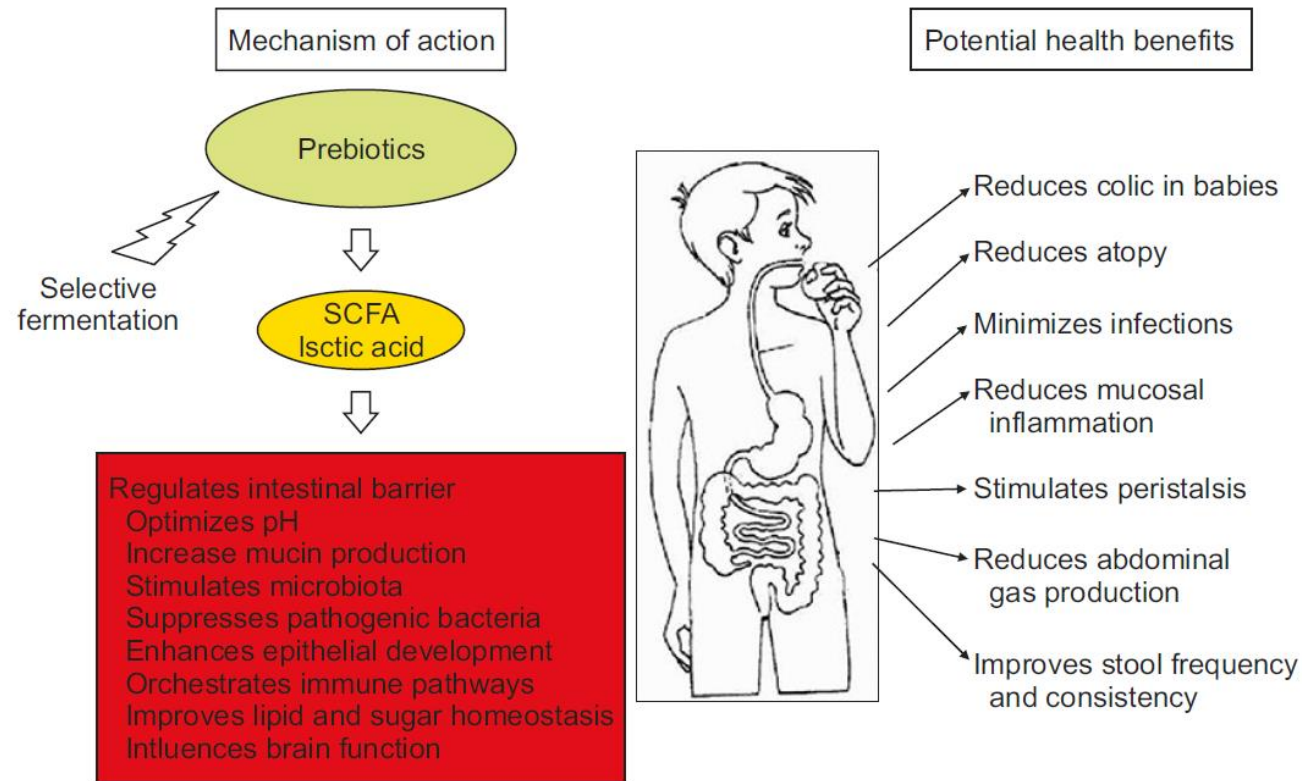 Mechanism of action
Prebiotics
Selective
fermentation
SCFA
lsctic acid
Regulates intestinal barrier
Optimizes pH
Increase mucin production
Stimulates microbiota
Suppresses pathogenic bacteria
Enhances epithelial development
Orchestrates immune pathways
Improves lipid and sugar homeostasis
Intluences brain function
Potential health benefits
Reduces colic in babies
Reduces atopy
Minimizes infections
Reduces mucosal
inflammation
Stimulates peristalsis
Reduces abdominal
gas production
Improves stool frequency
and consistency